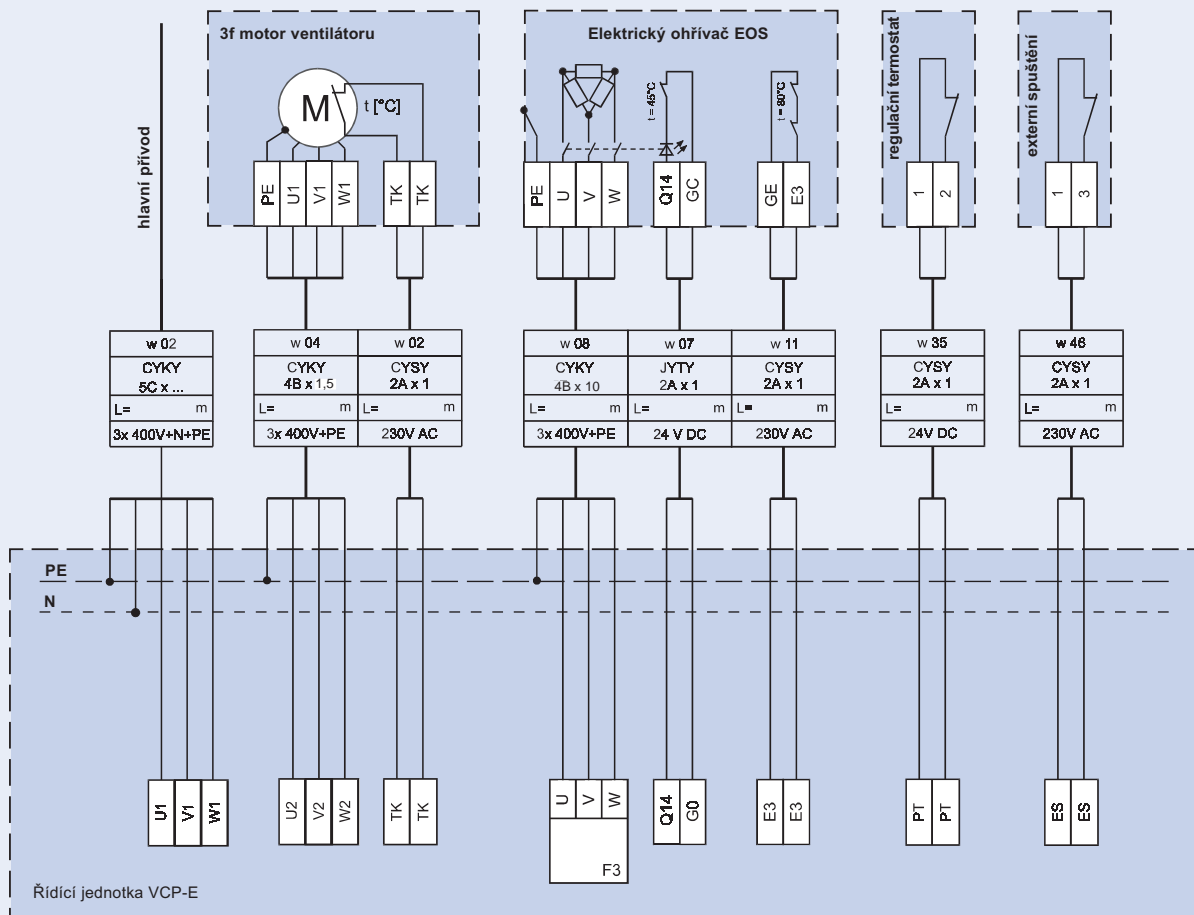 3f motor ventilátoru
Elektrický ohřívač EOS
hlavní přívod
M
t [°C]
t = 45°C
t = 80°C
regulační termostat
externí spuštění
PE U1 V1 W1
TK TK
PE U V W
Q14 GC
GE E3
1 2
1 3
w 02
CYKY
5C x ...
L= m
3x 400V+N+PE
w 04
CYKY
4B x 1,5
L= m
3x 400V+PE
w 02
CYSY
2A x 1
L= m
230V AC
w 08
CYKY
4B x 10
L= m
3x 400V+PE
w 07
JYTY
2A x 1
L= m
24 V DC
w 11
CYSY
2A x 1
L= m
230V AC
w 35
CYSY
2A x 1
L= m
24V DC
w 46
CYSY
2A x 1
L= m
230V AC
PE
N
U1 V1 W1
U2 V2 W2
TK TK
U V W
F3
Q14 G0
E3 E3
PT PT
ES ES
Řídící jednotka VCP-E